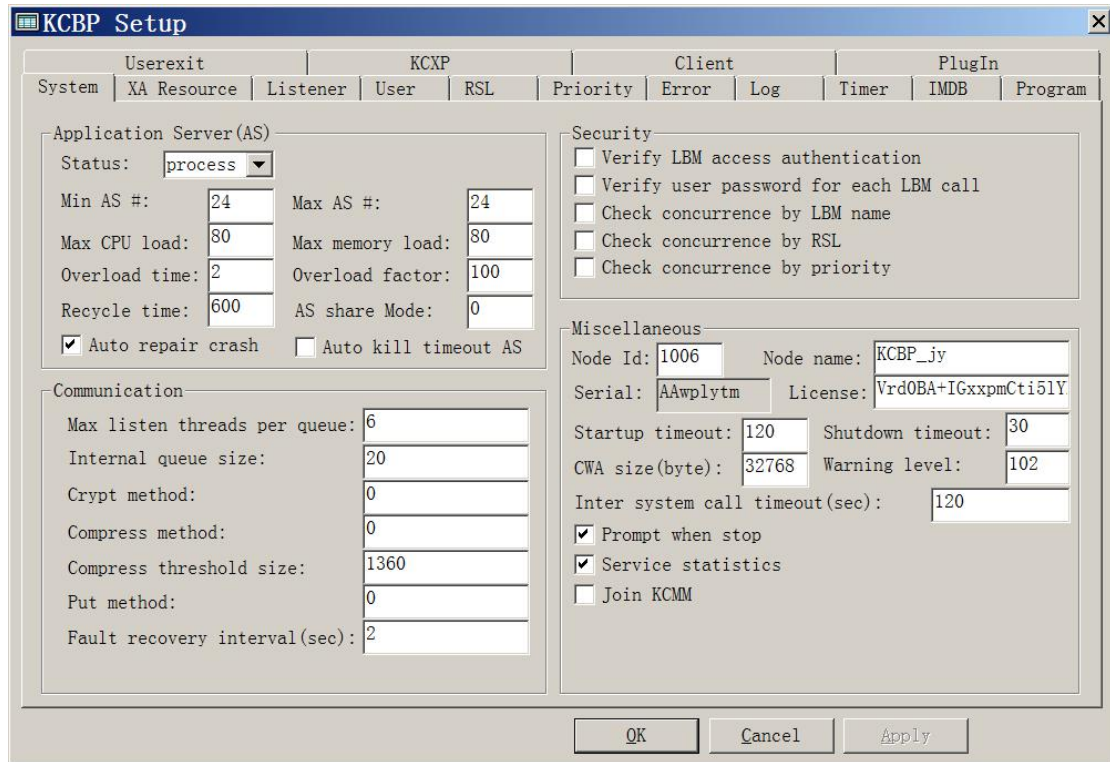 KCBP Setup
Userexit KCXP Client PlugIn
System XA Resource Listener User RSL Priority Error Log Timer IMDB Program
Application Server(AS)
Status: process
Min AS #: 24 Max AS #: 24
Max CPU load: 80 Max memory load: 80
Overload time: 2 Overload factor: 100
Recycle time: 600 AS share Mode: 0
Auto repair crash Auto kill timeout AS
Communication
Max listen threads per queue: 6
Internal queue size: 20
Crypt method: 0
Compress method: 0
Compress threshold size: 1360
Put method: 0
Fault recovery interval(sec): 2
Security
Verify LBM access authentication
Verify user password for each LBM call
Check concurrence by LBM name
Check concurrence by RSL
Check concurrence by priority
Miscellaneous
Node Id: 1006 Node name: KCBP_jy
Serial: AAwplytm License: Vrd0BA+IGxxpmCti5lY
Startup timeout: 120 Shutdown timeout: 30
CWA size(byte): 32768 Warning level: 102
Inter system call timeout(sec): 120
Prompt when stop
Service statistics
Join KCMM
OK Cancel Apply